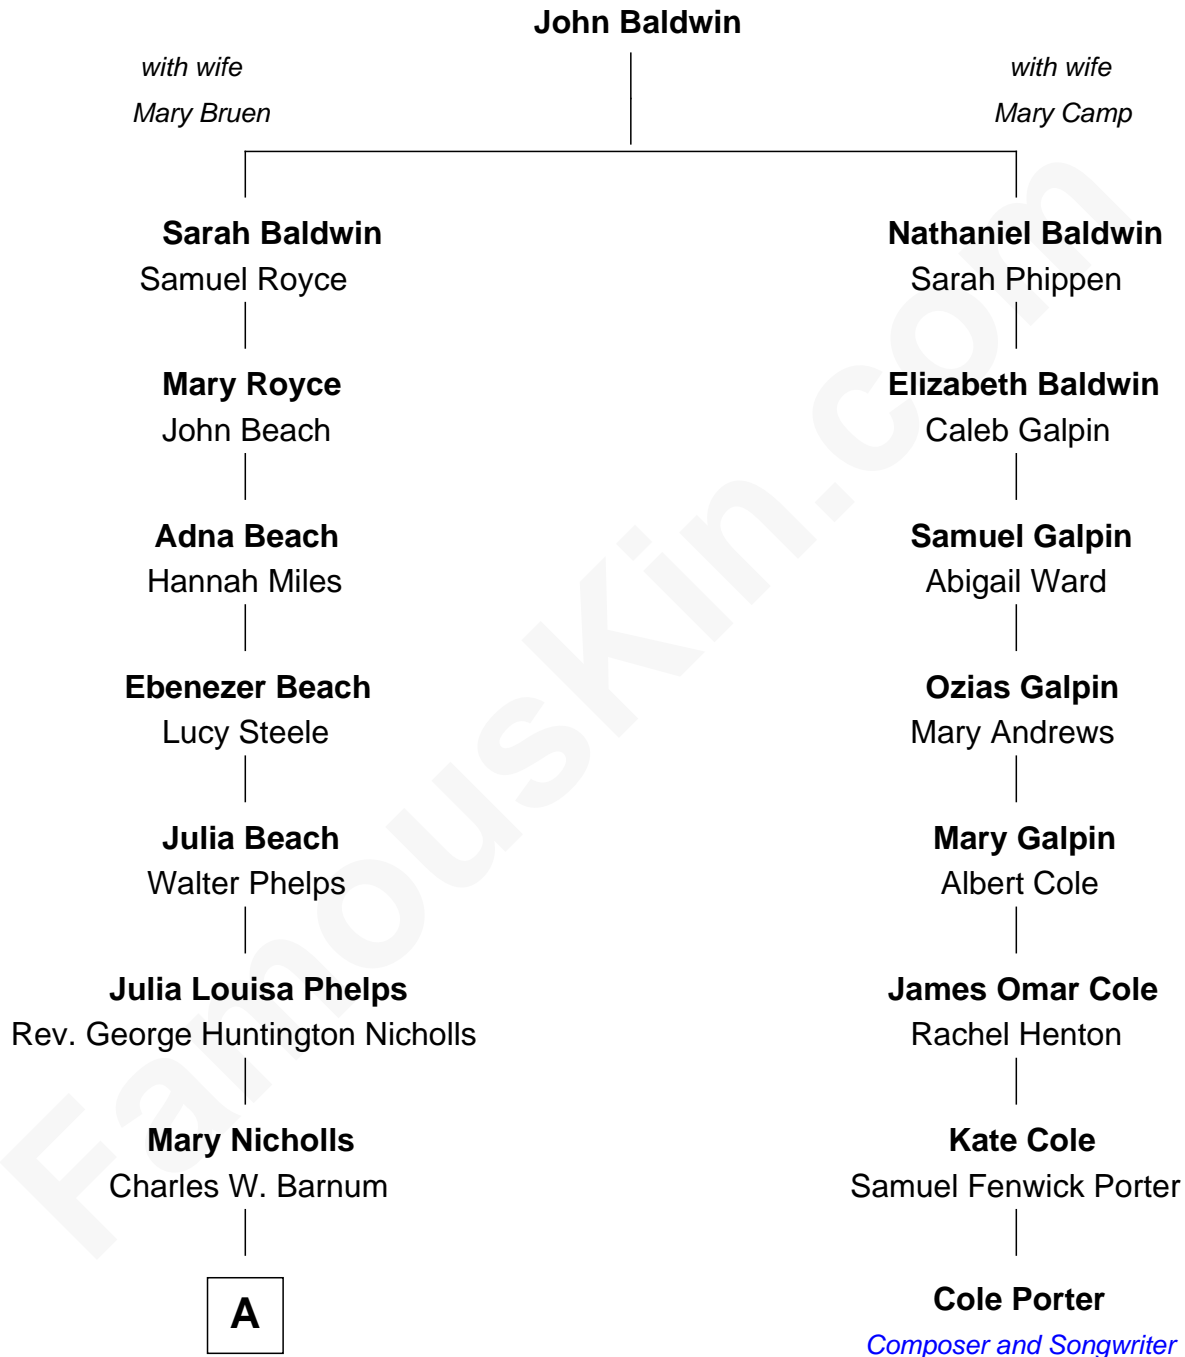 John Baldwin
with wife
Mary Bruen
with wife
Mary Camp
Sarah Baldwin
Samuel Royce
Nathaniel Baldwin
Sarah Phippen
Mary Royce
John Beach
Elizabeth Baldwin
Caleb Galpin
Adna Beach
Hannah Miles
Samuel Galpin
Abigail Ward
Ebenezer Beach
Lucy Steele
Ozias Galpin
Mary Andrews
Julia Beach
Walter Phelps
Mary Galpin
Albert Cole
Julia Louisa Phelps
Rev. George Huntington Nicholls
James Omar Cole
Rachel Henton
Mary Nicholls
Charles W. Barnum
Kate Cole
Samuel Fenwick Porter
A
Cole Porter
Composer and Songwriter
FamousKin.com